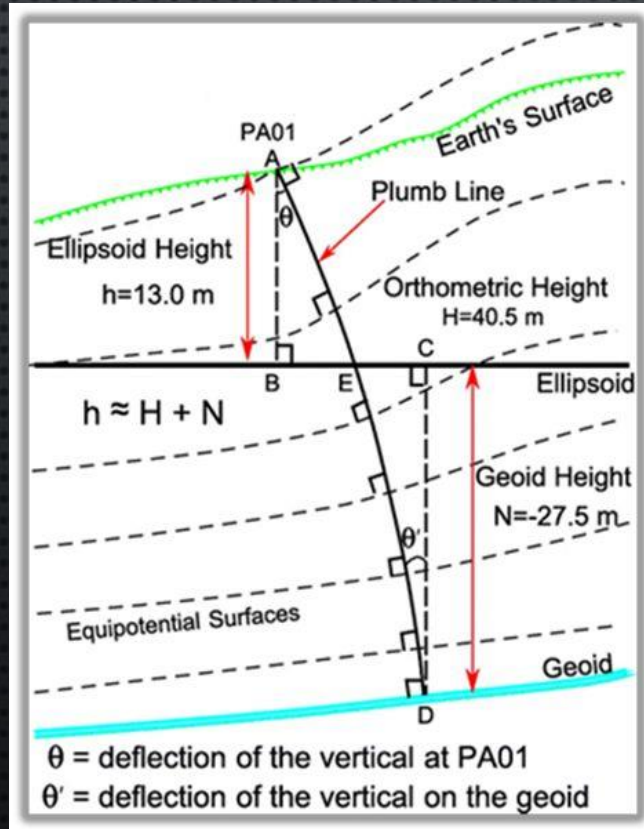 PA01
A
Earth's Surface
θ
Plumb Line
Ellipsoid Height
h=13.0 m
Orthometric Height
H=40.5 m
C
B
E
Ellipsoid
h ≈ H + N
Geoid Height
N=-27.5 m
θ′
Equipotential Surfaces
Geoid
D
θ = deflection of the vertical at PA01
θ′ = deflection of the vertical on the geoid